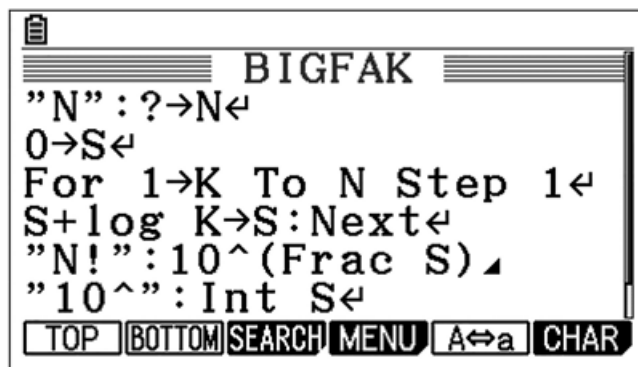 BIGFAK
"N":?→N↵
0→S↵
For 1→K To N Step 1↵
S+log K→S:Next↵
"N!":10^(Frac S)◢
"10^":Int S↵
TOP BOTTOM SEARCH MENU A⇔a CHAR